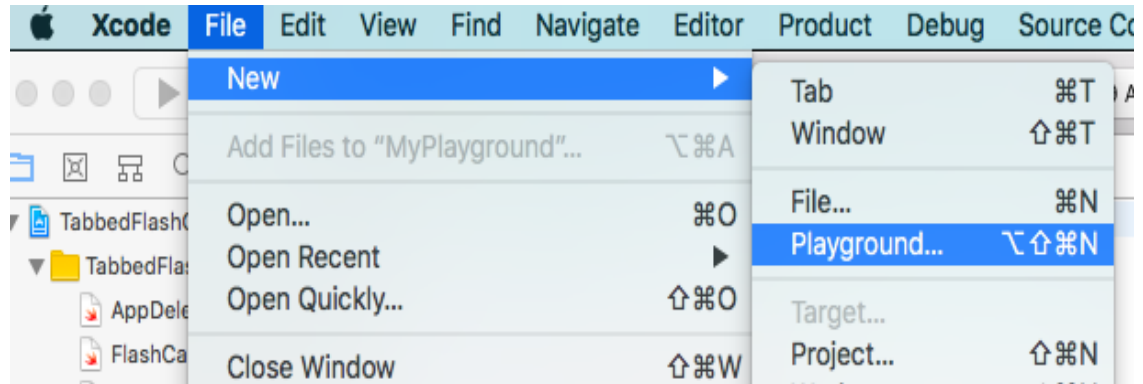 Xcode File Edit View Find Navigate Editor Product Debug Source Co
New
Add Files to “MyPlayground”... ⌥⌘A
Open... ⌘O
Open Recent
Open Quickly... ⇧⌘O
Close Window ⇧⌘W
Tab ⌘T
Window ⇧⌘T
File... ⌘N
Playground... ⌥⇧⌘N
Target...
Project... ⇧⌘N
TabbedFlashC
TabbedFlas
AppDele
FlashCa